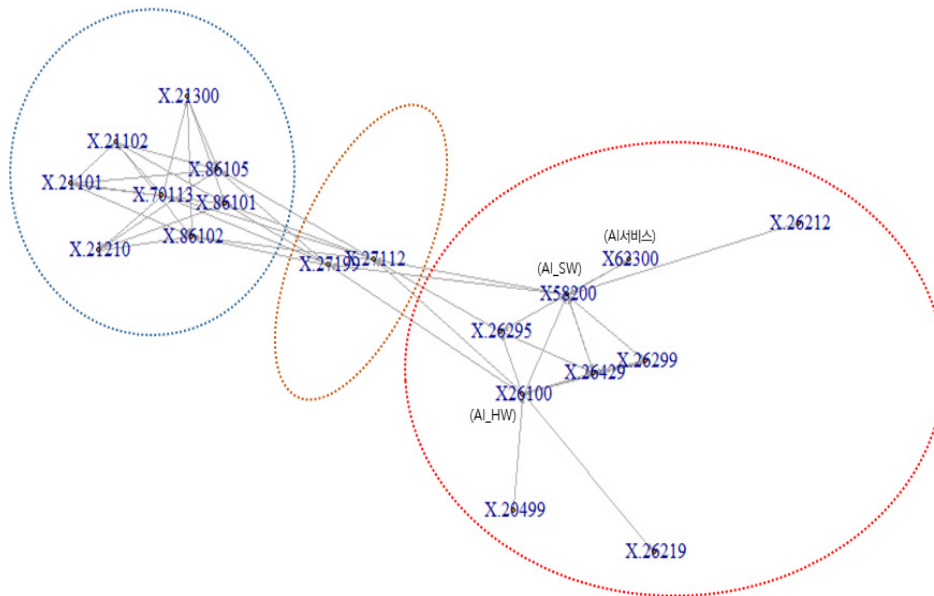 X.21300
X.21102
X.86105
X.21101
X.70113
X.86101
X.86102
X.21210
X.27112
X.27199
X.26212
(AI서비스)
X62300
(AI_SW)
X58200
X.26295
X.26299
X.26429
X26100
(AI_HW)
X.20499
X.26219